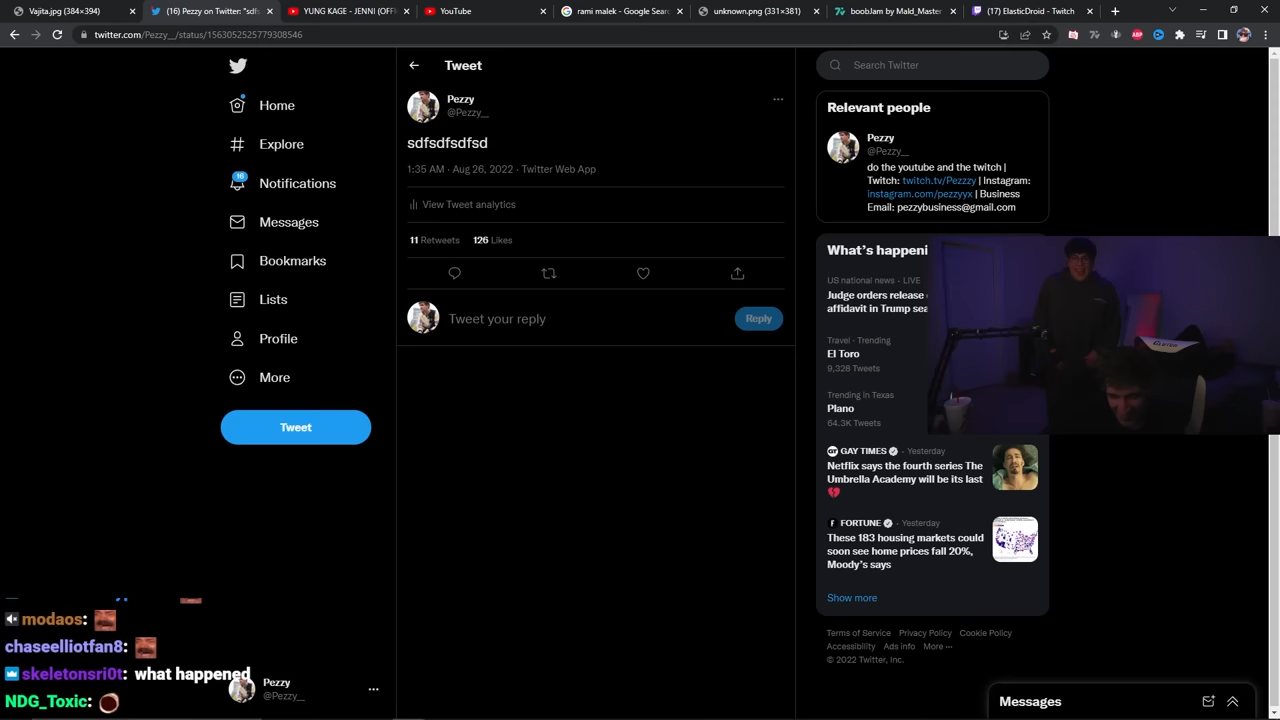 Vajita.jpg (384×394)
(16) Pezzy on Twitter: "sdfs
YUNG KAGE - JENNI (OFF
YouTube
rami malek - Google Sear
unknown.png (331×381)
boobJam by Mald_Master
(17) ElasticDroid - Twitch
twitter.com/Pezzy__/status/1563052525779308546
ABP
Home
Explore
16
Notifications
Messages
Bookmarks
Lists
Profile
More
Tweet
Pezzy
@Pezzy__
Tweet
Pezzy
@Pezzy__
sdfsdfsdfsd
1:35 AM · Aug 26, 2022 · Twitter Web App
View Tweet analytics
11 Retweets 126 Likes
Tweet your reply
Reply
Search Twitter
Relevant people
Pezzy
@Pezzy__
do the youtube and the twitch |
Twitch: twitch.tv/Pezzzy | Instagram:
instagram.com/pezzyyx | Business
Email: pezzybusiness@gmail.com
What's happeni
US national news · LIVE
Judge orders release
affidavit in Trump sea
Travel · Trending
El Toro
9,328 Tweets
Trending in Texas
Plano
64.3K Tweets
GAY TIMES · Yesterday
Netflix says the fourth series The
Umbrella Academy will be its last
💔
FORTUNE · Yesterday
These 183 housing markets could
soon see home prices fall 20%,
Moody's says
Show more
Terms of Service Privacy Policy Cookie Policy
Accessibility Ads info More ···
© 2022 Twitter, Inc.
Messages
modaos:
chaseelliotfan8:
skeletonsri01: what happened
NDG_Toxic: